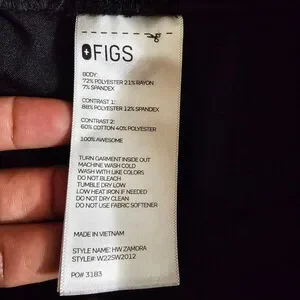 FIGS
BODY:
72% POLYESTER 21% RAYON
7% SPANDEX
CONTRAST 1:
88% POLYESTER 12% SPANDEX
CONTRAST 2:
60% COTTON 40% POLYESTER
100% AWESOME
TURN GARMENT INSIDE OUT
MACHINE WASH COLD
WASH WITH LIKE COLORS
DO NOT BLEACH
TUMBLE DRY LOW
LOW HEAT IRON IF NEEDED
DO NOT DRY CLEAN
DO NOT USE FABRIC SOFTENER
MADE IN VIETNAM
STYLE NAME: HW ZAMORA
STYLE#: W22SW2012
PO# 3183